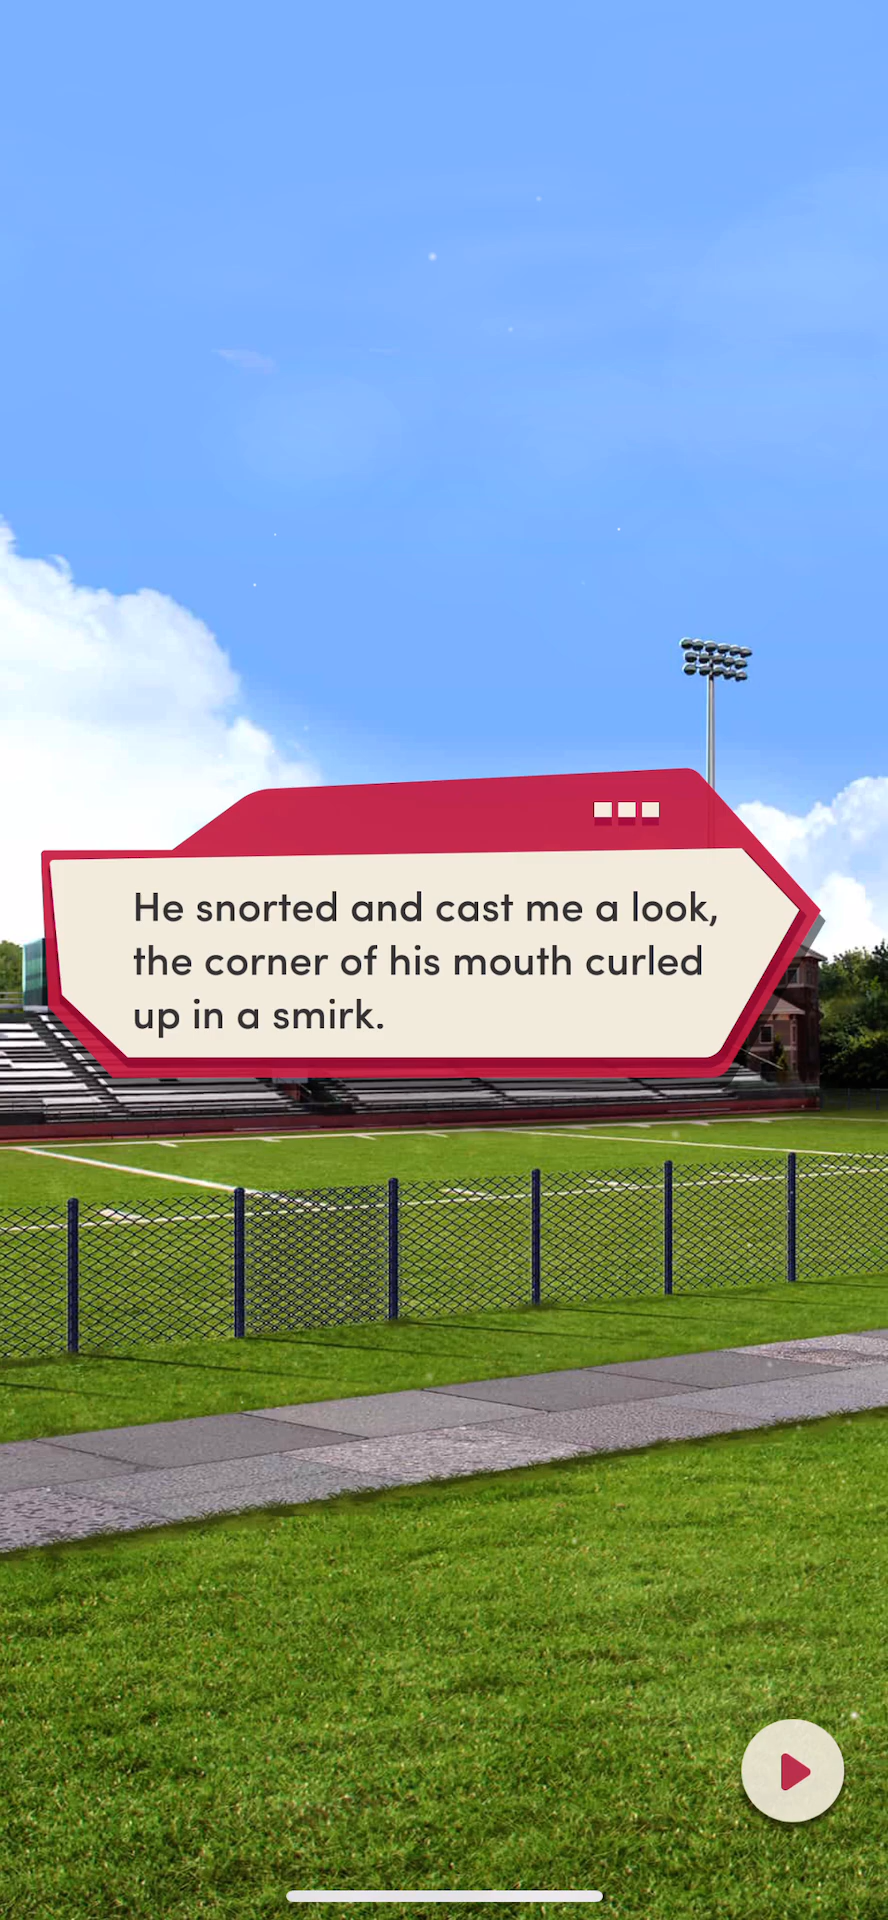 He snorted and cast me a look,
the corner of his mouth curled
up in a smirk.